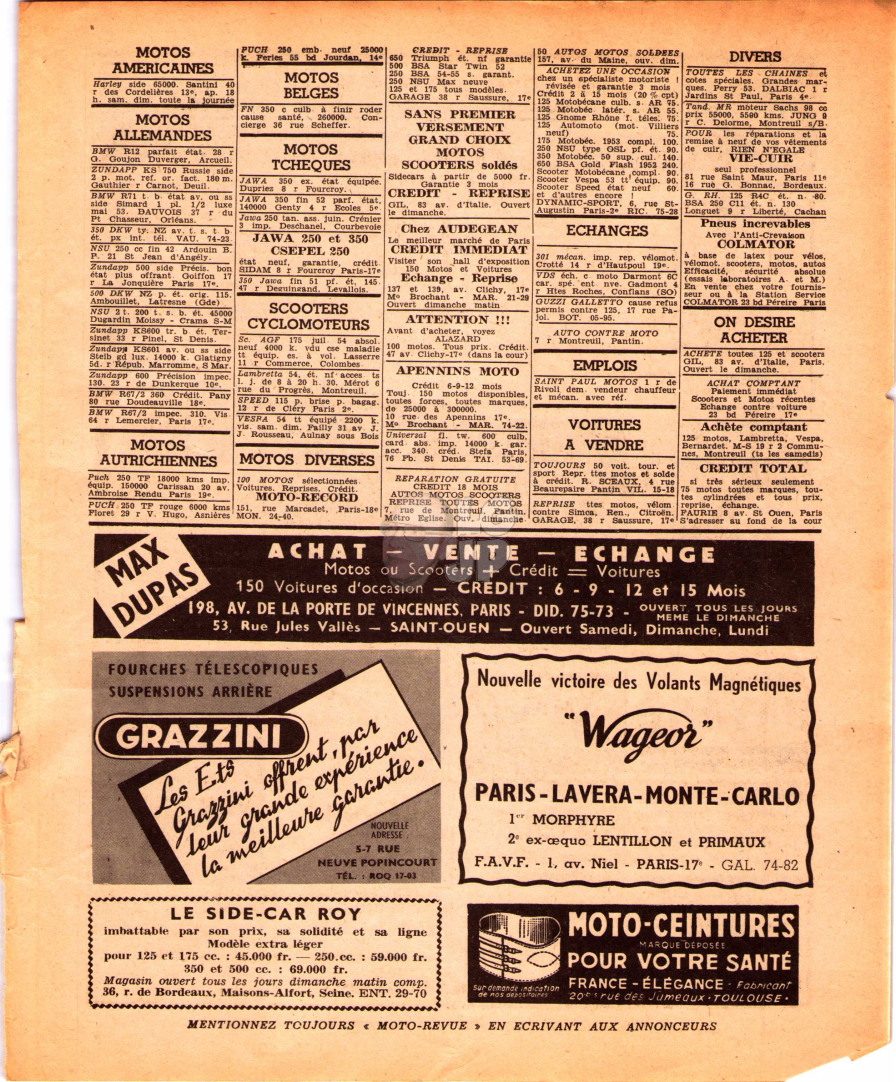 MOTOS
AMERICAINES
Harley side 65000. Santini 40
r des Cordelières 13e, ap. 18
h. sam. dim. toute la journée
MOTOS
ALLEMANDES
BMW R12 parfait état. 28 r
G. Goujon Duverger, Arcueil.
ZUNDAPP KS 750 Russie side
2 p. mot. ref. or. fact. 180 m.
Gauthier r Carnot, Deuil.
BMW R71 t. b état av. ou ss
side Simard 1 pl. 1/2 luxe
mai 53. DAUVOIS 37 r du
Pt Chasseur, Orléans.
350 DKW ty. NZ av. t. s. t b
ét. px int. tél. VAU. 74-23
NSU 250 cc fin 42 Ardouin B.
P. 21 St Jean d'Angély.
Zundapp 500 side Précis. bon
état plus offrant Goiffon 17
r La Jonquière Paris 17e.
500 DKW NZ p. ét. orig. 115.
Ambouillet, Latresne (Gde)
NSU 2 t. 200 t. s. b. ét. 45000
Dugardin Moissy - Crama S-M
Zundapp KS600 tr. b ét. Ter-
sinet 33 r Pinel, St Denis.
Zundapp KS601 av. ou ss side
Steib gd lux. 14000 k. Glatigny
5d. r Répub. Marromme, S Mar.
Zundapp 600 Précision impec.
130. 23 r de Dunkerque 10e.
BMW R67/2 360 Crédit. Pany
80 rue Doudeauville 18e.
BMW R67/2 impec. 310. Vis
64 r Lemercier, Paris 17e.
MOTOS
AUTRICHIENNES
Puch 250 TF 18000 kms imp.
équip. 150000 Carissan 20 av.
Ambroise Rendu Paris 19e.
PUCH 250 TF rouge 6000 kms
Floret 29 r V. Hugo, Asnières
PUCH 250 emb. neuf 25000
k. Feries 55 bd Jourdan, 14e
MOTOS
BELGES
FN 350 c culb à finir roder
cause santé, 260000. Con-
cierge 36 rue Scheffer.
MOTOS
TCHEQUES
JAWA 350 ex. état équipée.
Dupriez 8 r Fourcroy.
JAWA 350 fin 52 parf. état,
140000 Genty 4 r Ecoles 5e
Jawa 250 tan. ass. juin. Crénier
3 imp. Deschanel, Courbevoie
JAWA 250 et 350
CSEPEL 250
état neuf, garantie, crédit
SIDAM 8 r Fourcroy Paris-17e
350 Jawa fin 51 pf. ét, 145.
47 r Deguingand, Levallois.
SCOOTERS
CYCLOMOTEURS
Sc. AGF 175 juil. 54 absol.
neuf 4000 k. vdu cse maladie
tt équip. es. à vol. Lasserre
11 r Commerce, Colombes
Lambretta 54, ét. nf acces ts
l. j. de 8 à 20 h. 30. Mérot 6
rue du Progrès, Montreuil.
SPEED 115 p. brise p. bagag.
12 r de Cléry Paris 2e.
VESPA 54 tt équipé 2200 k.
vis. sam. dim. Failly 31 av. J.
J. Rousseau, Aulnay sous Bois
MOTOS DIVERSES
100 MOTOS sélectionnées
Voitures. Reprises. Crédit.
MOTO-RECORD
151, rue Marcadet, Paris-18e
MON. 24-40.
CREDIT - REPRISE
650 Triumph ét. nf garantie
500 BSA Star Twin 52
250 BSA 54-55 s. garant.
250 NSU Max neuve
125 et 175 tous modèles.
GARAGE 38 r Saussure, 17e
SANS PREMIER
VERSEMENT
GRAND CHOIX
MOTOS
SCOOTERS soldés
Sidecars à partir de 5000 fr.
Garantie 3 mois
CREDIT - REPRISE
GIL, 83 av. d'Italie. Ouvert
le dimanche.
Chez AUDEGEAN
Le meilleur marché de Paris
CREDIT IMMEDIAT
Visiter son hall d'exposition
150 Motos et Voitures
Echange - Reprise
137 et 139, av. Clichy, 17e
Mo Brochant - MAR. 21-29
Ouvert dimanche matin
ATTENTION !!!
Avant d'acheter, voyez
ALAZARD
100 motos. Tous prix. Crédit.
47 av Clichy-17e (dans la cour)
APENNINS MOTO
Crédit 6-9-12 mois
Touj. 150 motos disponibles,
toutes forces, toutes marques,
de 25000 à 300000.
10 rue des Apennins 17e.
Mo Brochant - MAR. 74-22.
Universal fl. tw. 600 culb.
card abs. imp. 14000 k. gar.
acc. 340. créd. Stefa Paris,
76 Fb. St Denis TAI. 53-69.
REPARATION GRATUITE
CREDIT 18 MOIS
AUTOS MOTOS SCOOTERS
REPRISE TOUTES MOTOS
7, rue de Montreuil, Pantin,
Métro Eglise. Ouv. dimanche
50 AUTOS MOTOS SOLDEES
157, av. du Maine, ouv. dim.
ACHETEZ UNE OCCASION
chez un spécialiste motoriste !
révisée et garantie 3 mois
Crédit 2 à 15 mois (20 % cpt)
125 Motobécane culb. s. AR 75.
125 Motobéc latér. s. AR 55.
125 Gnome Rhône f. téles. 75.
125 Automoto (mot. Villiers
neuf) 75.
175 Motobéc. 1953 compl. 100.
250 NSU type OSL pf. ét. 90.
350 Motobéc. 50 sup. cul. 140.
650 BSA Gold Flash 1953 240.
Scooter Motobécane compl. 90.
Scooter Vespa 53 tt équip. 90.
Scooter Speed état neuf 60.
et d'autres encore !
DYNAMIC-SPORT, 6, rue St-
Augustin Paris-2e RIC. 75-28
ECHANGES
301 mécan. imp. rep. vélomot.
Crotté 14 r d'Hautpoul 19e
VDS éch. c moto Darmont 6C
car. spé ent nve. Gadmont 4
r Htes Roches, Conflans (SO)
GUZZI GALLETTO cause refus
permis contre 125, 17 rue Pa-
jol. BOT. 05-95.
AUTO CONTRE MOTO
7 r Montreuil, Pantin.
EMPLOIS
SAINT PAUL MOTOS 1 r de
Rivoli dem. vendeur chauffeur
et mécan. avec réf.
VOITURES
A VENDRE
TOUJOURS 50 voit. tour. et
sport Repr. ttes motos et solde
à crédit. R. SCEAUX, 4 rue
Beaurepaire Pantin VIL. 15-18
REPRISE ttes motos, vélom
contre Simca, Ren., Citroën.
GARAGE, 38 r Saussure, 17e
DIVERS
TOUTES LES CHAINES et
cotes spéciales. Grandes mar-
ques. Perry 53. DALBIAC 1 r
Jardins St Paul, Paris 4e.
Tand. MR moteur Sachs 98 cc
prix 55000, 5500 kms. JUNG 9
r C. Delorme, Montreuil s/B.
POUR les réparations et la
remise à neuf de vos vêtements
de cuir, RIEN N'EGALE
VIE-CUIR
seul professionnel
81 rue Saint Maur, Paris 11e
16 rue G. Bonnac, Bordeaux.
G. RH. 125 R4C ét. n. 80.
BSA 250 C11 ét. n. 130
Longuet 9 r Liberté, Cachan
Pneus increvables
Avec l'Anti-Crevaison
COLMATOR
à base de latex pour vélos,
vélomot. scooters, motos, autos
Efficacité, sécurité absolue
(essais laboratoires A. et M.)
En vente chez votre fournis-
seur ou à la Station Service
COLMATOR 23 bd Péreire Paris
ON DESIRE
ACHETER
ACHETE toutes 125 et scooters
GIL, 83 av. d'Italie, Paris.
Ouvert le dimanche.
ACHAT COMPTANT
Paiement immédiat
Scooters et Motos récentes
Echange contre voiture
23 bd Péreire 17e
Achète comptant
125 motos, Lambretta, Vespa,
Bernardet. M-S 19 r 2 Commu-
nes, Montreuil (ts les samedis)
CREDIT TOTAL
si très sérieux seulement
75 motos toutes marques, tou-
tes cylindrées et tous prix,
reprise, échange.
FAURIE 8 av. St Ouen, Paris
S'adresser au fond de la cour
MAX
DUPAS
ACHAT – VENTE – ECHANGE
Motos ou Scooters + Crédit = Voitures
150 Voitures d'occasion – CREDIT : 6 - 9 - 12 et 15 Mois
198, AV. DE LA PORTE DE VINCENNES, PARIS - DID. 75-73 - OUVERT TOUS LES JOURS
MEME LE DIMANCHE
53, Rue Jules Vallès – SAINT-OUEN – Ouvert Samedi, Dimanche, Lundi
FOURCHES TÉLESCOPIQUES
SUSPENSIONS ARRIÈRE
GRAZZINI
Les Ets
Grazzini offrent, par
leur grande expérience
la meilleure garantie.
NOUVELLE
ADRESSE :
5-7 RUE
NEUVE POPINCOURT
TÉL. : ROQ 17-03
Nouvelle victoire des Volants Magnétiques
"Wageor"
PARIS-LAVERA-MONTE-CARLO
1er MORPHYRE
2e ex-æquo LENTILLON et PRIMAUX
F.A.V.F. - 1, av. Niel - PARIS-17e - GAL. 74-82
LE SIDE-CAR ROY
imbattable par son prix, sa solidité et sa ligne
Modèle extra léger
pour 125 et 175 cc. : 45.000 fr. — 250.cc. : 59.000 fr.
350 et 500 cc. : 69.000 fr.
Magasin ouvert tous les jours dimanche matin comp.
36, r. de Bordeaux, Maisons-Alfort, Seine. ENT. 29-70
Sur demande indication
de nos dépositaires
MOTO-CEINTURES
MARQUE DÉPOSÉE
POUR VOTRE SANTÉ
FRANCE - ÉLÉGANCE · Fabricant
20bis rue des Jumeaux · TOULOUSE ·
MENTIONNEZ TOUJOURS « MOTO-REVUE » EN ECRIVANT AUX ANNONCEURS